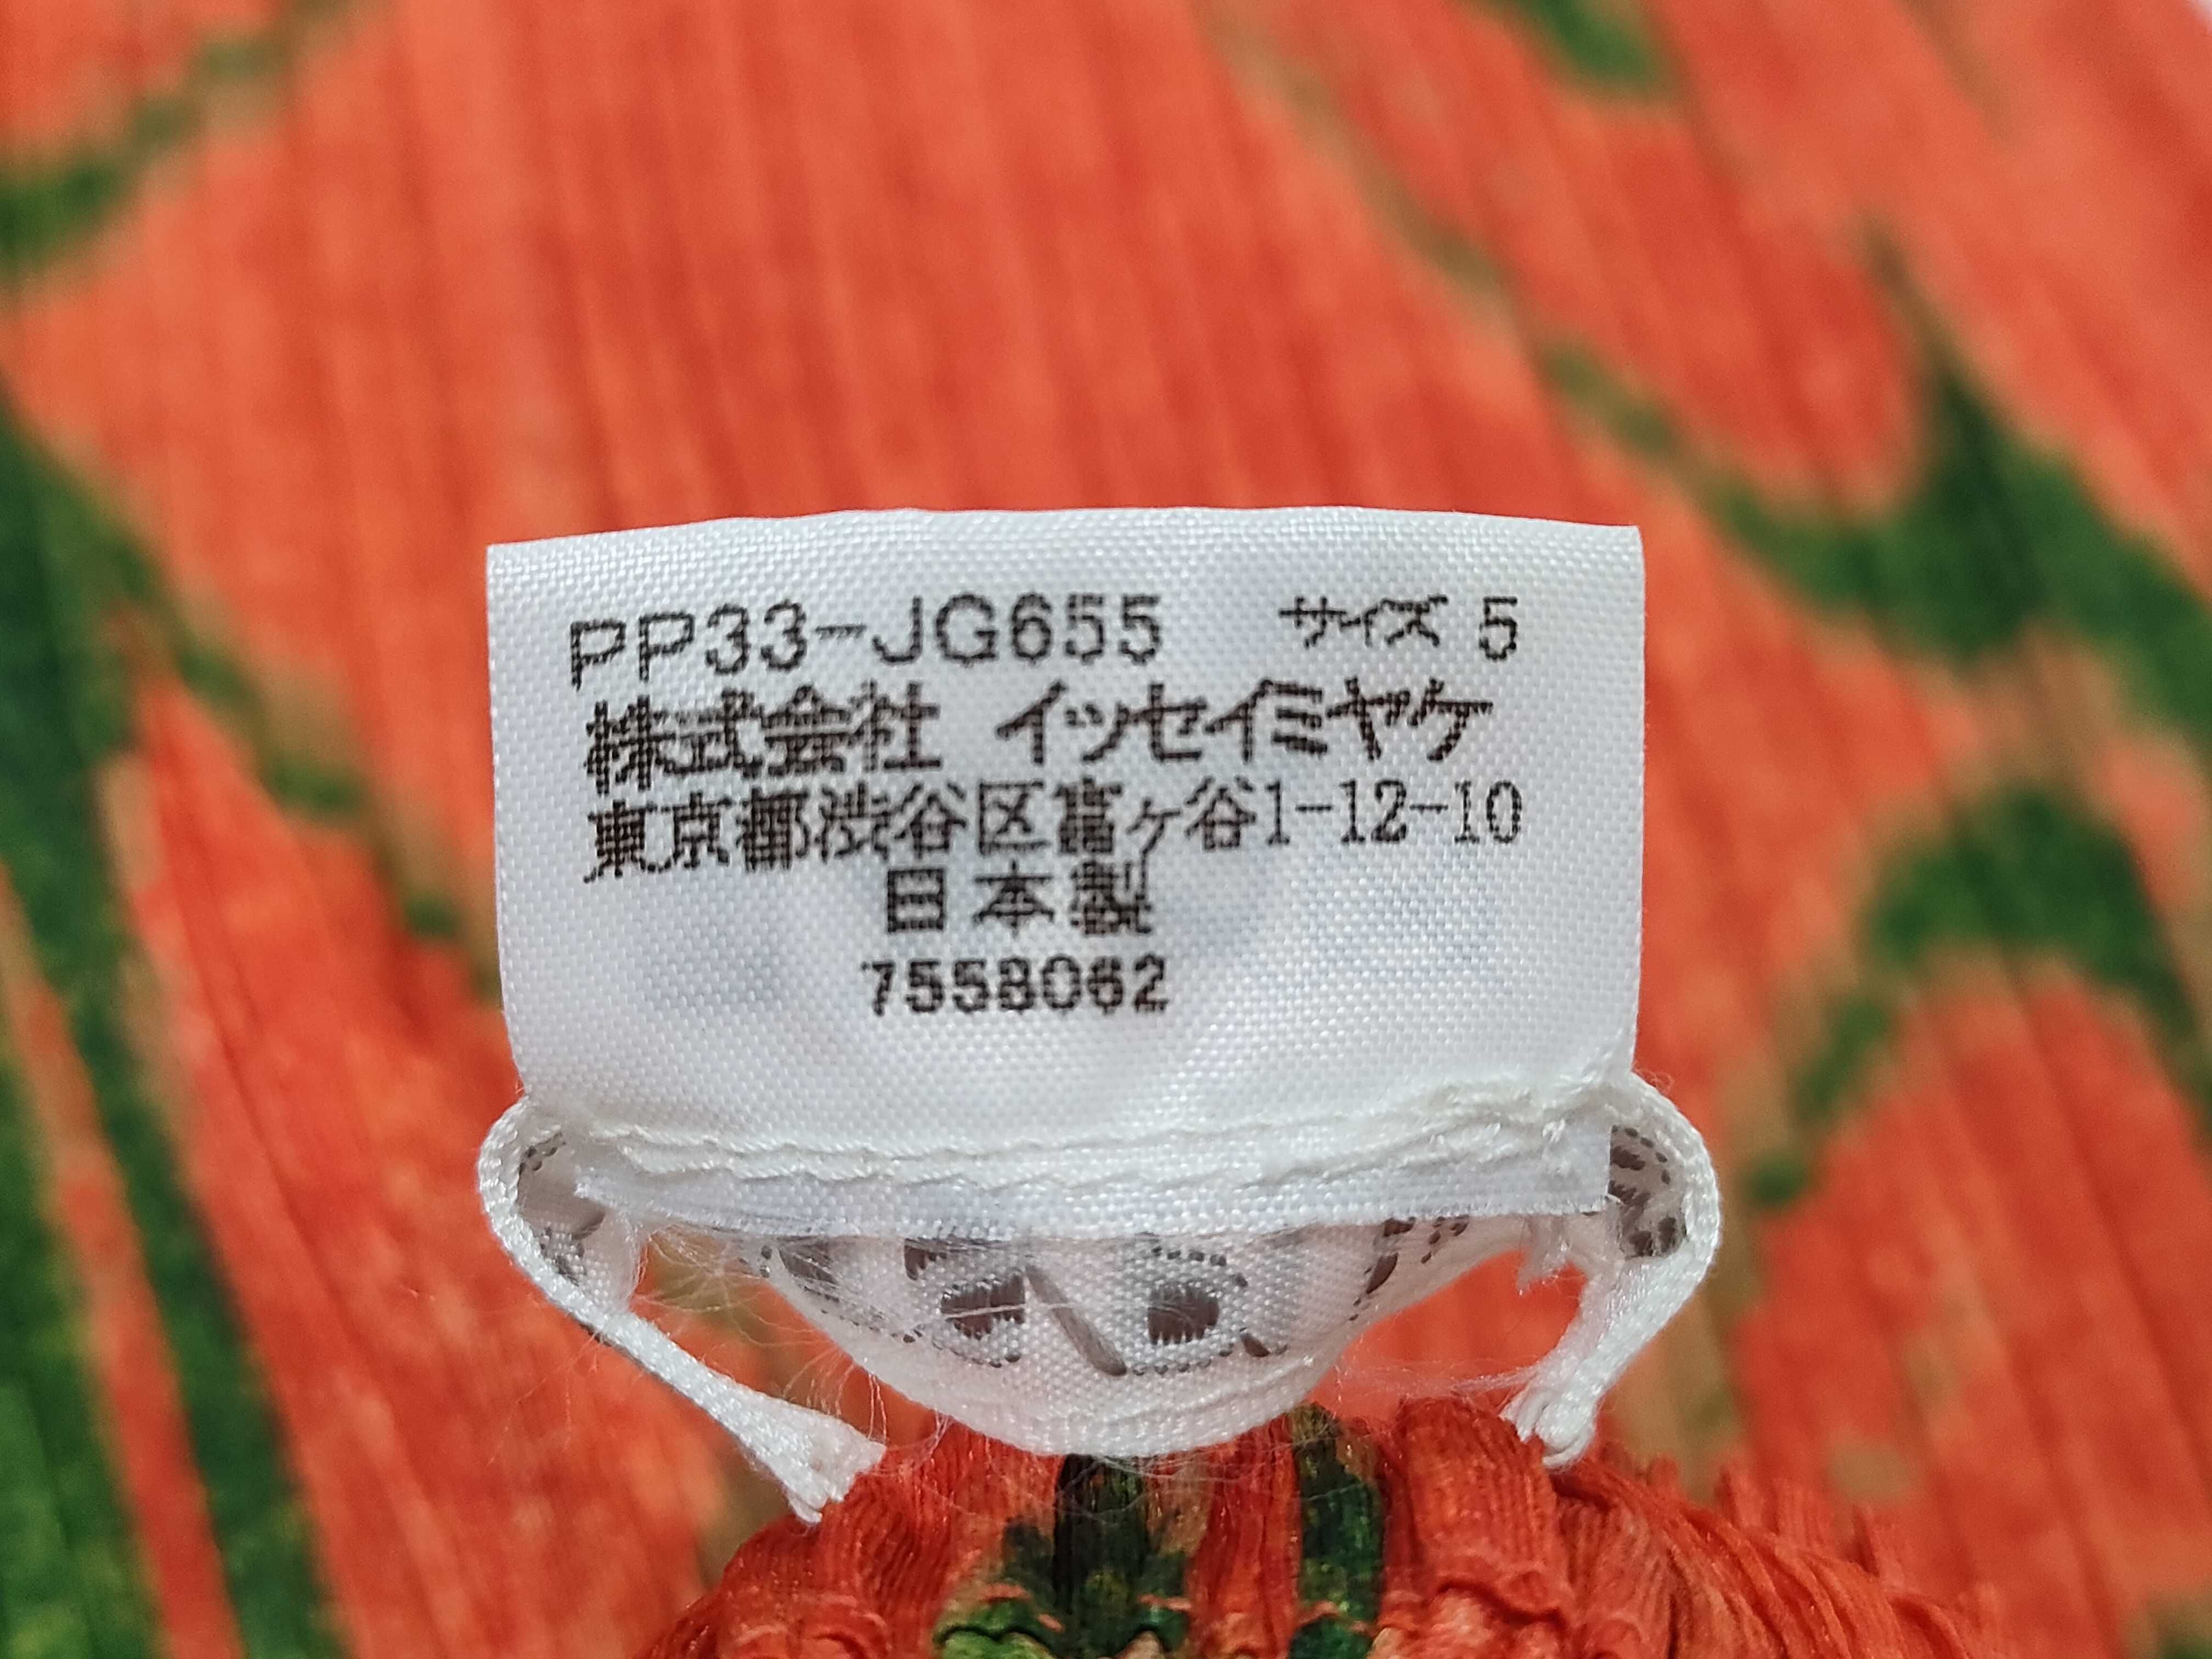 PP33-JG655 サイズ 5
株式会社 イッセイミヤケ
東京都渋谷区富ヶ谷1-12-10
日本製
7558062